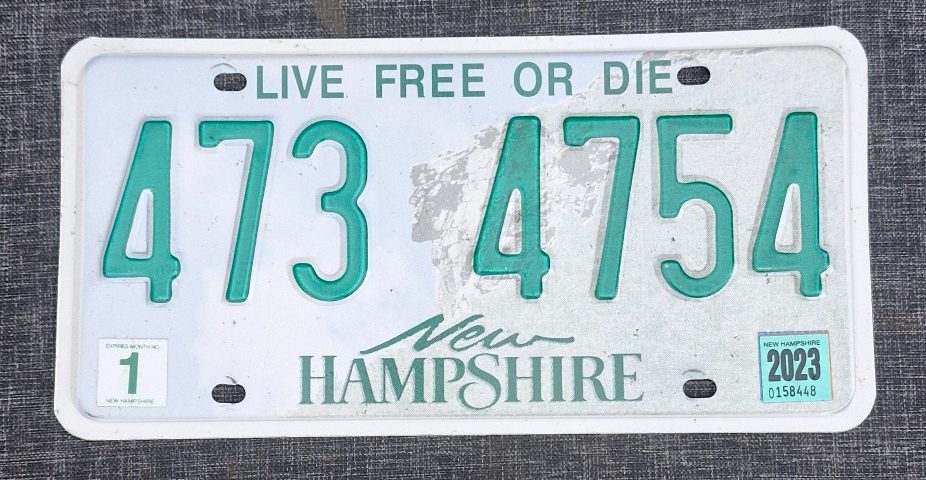 LIVE FREE OR DIE
473 4754
New
HAMPSHIRE
EXPIRES MONTH NO.
1
NEW HAMPSHIRE
NEW HAMPSHIRE
2023
0158448